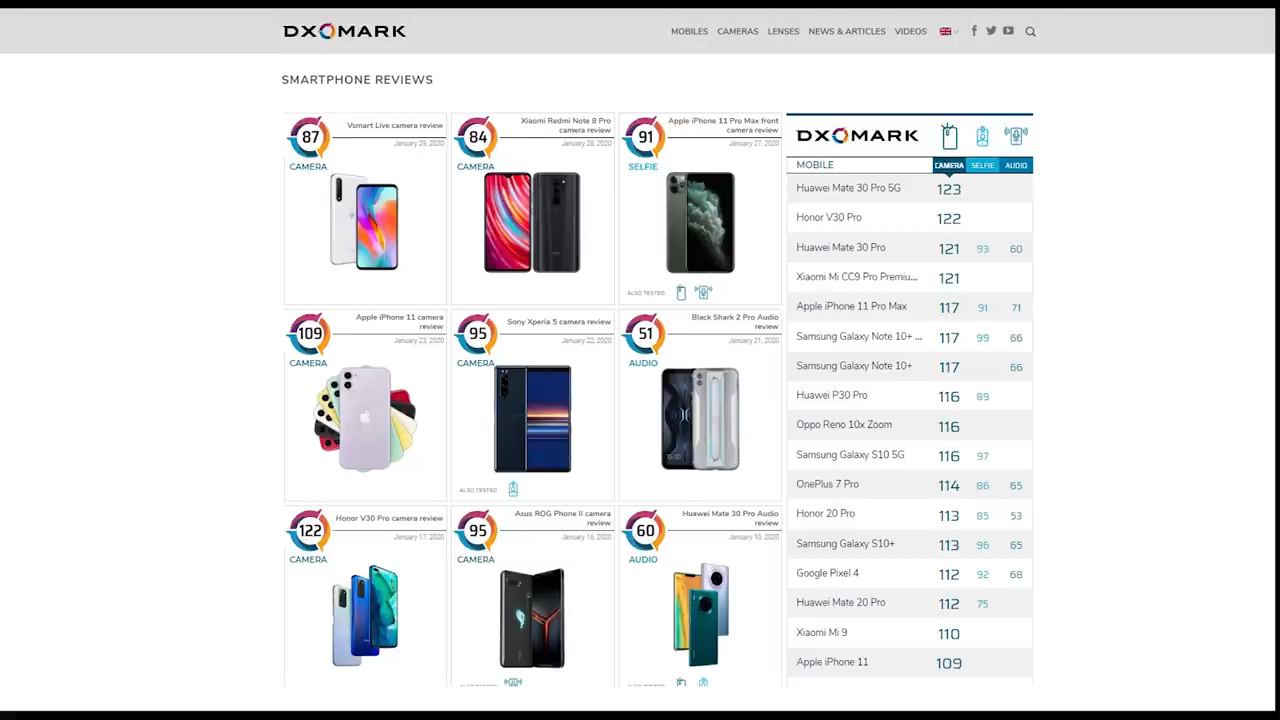 DXOMARK
MOBILES CAMERAS LENSES NEWS & ARTICLES VIDEOS
SMARTPHONE REVIEWS
87
CAMERA
Vsmart Live camera review
January 29, 2020
84
CAMERA
Xiaomi Redmi Note 8 Pro
camera review
January 28, 2020
91
SELFIE
Apple iPhone 11 Pro Max front
camera review
January 27, 2020
ALSO TESTED
109
CAMERA
Apple iPhone 11 camera
review
January 23, 2020
95
CAMERA
Sony Xperia 5 camera review
January 22, 2020
ALSO TESTED
51
AUDIO
Black Shark 2 Pro Audio
review
January 21, 2020
122
CAMERA
Honor V30 Pro camera review
January 17, 2020
95
CAMERA
Asus ROG Phone II camera
review
January 16, 2020
ALSO TESTED
60
AUDIO
Huawei Mate 30 Pro Audio
review
January 10, 2020
ALSO TESTED
DXOMARK
MOBILE CAMERA SELFIE AUDIO
Huawei Mate 30 Pro 5G 123
Honor V30 Pro 122
Huawei Mate 30 Pro 121 93 60
Xiaomi Mi CC9 Pro Premiu... 121
Apple iPhone 11 Pro Max 117 91 71
Samsung Galaxy Note 10+ ... 117 99 66
Samsung Galaxy Note 10+ 117 66
Huawei P30 Pro 116 89
Oppo Reno 10x Zoom 116
Samsung Galaxy S10 5G 116 97
OnePlus 7 Pro 114 86 65
Honor 20 Pro 113 85 53
Samsung Galaxy S10+ 113 96 65
Google Pixel 4 112 92 68
Huawei Mate 20 Pro 112 75
Xiaomi Mi 9 110
Apple iPhone 11 109